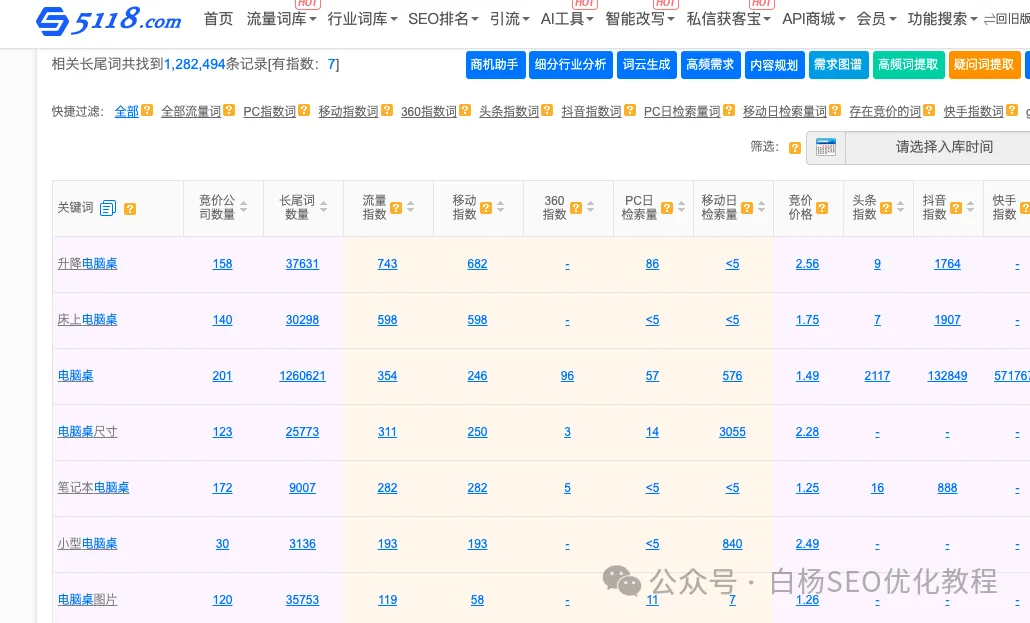 5118.com 首页 流量词库 行业词库 SEO排名 引流 AI工具 智能改写 私信获客宝 API商城 会员 功能搜索 回旧版
HOT HOT HOT HOT
相关长尾词共找到1,282,494条记录[有指数：7] 商机助手 细分行业分析 词云生成 高频需求 内容规划 需求图谱 高频词提取 疑问词提取
快捷过滤： 全部 全部流量词 PC指数词 移动指数词 360指数词 头条指数词 抖音指数词 PC日检索量词 移动日检索量词 存在竞价的词 快手指数词
筛选： 请选择入库时间
关键词 竞价公司数量 长尾词数量 流量指数 移动指数 360指数 PC日检索量 移动日检索量 竞价价格 头条指数 抖音指数 快手指数
升降电脑桌 158 37631 743 682 - 86 <5 2.56 9 1764 -
床上电脑桌 140 30298 598 598 - <5 <5 1.75 7 1907 -
电脑桌 201 1260621 354 246 96 57 576 1.49 2117 132849 571767
电脑桌尺寸 123 25773 311 250 3 14 3055 2.28 - - -
笔记本电脑桌 172 9007 282 282 5 <5 <5 1.25 16 888 -
小型电脑桌 30 3136 193 193 - <5 840 2.49 - - -
电脑桌图片 120 35753 119 58 - 11 7 1.26 - - -
公众号 · 白杨SEO优化教程